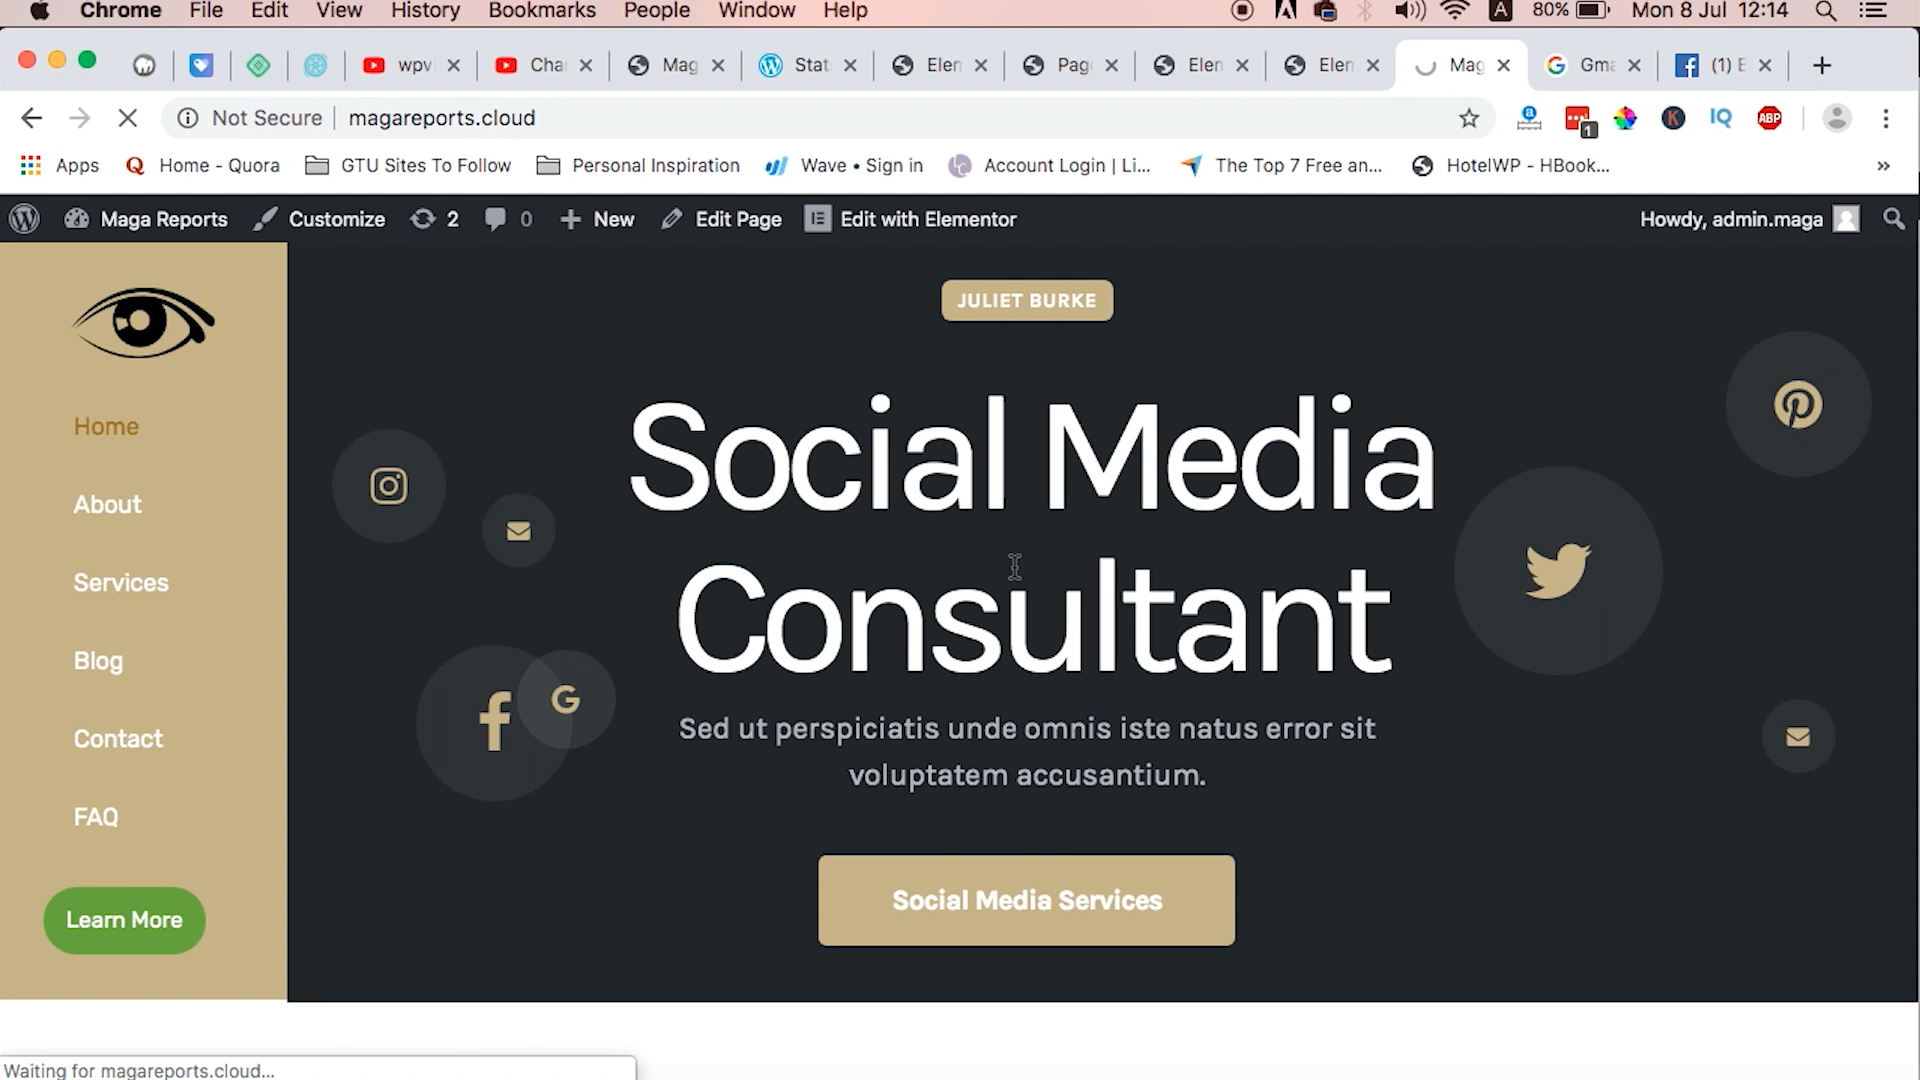 Chrome File Edit View History Bookmarks People Window Help 80% Mon 8 Jul 12:14
wpv Cha Mag Stat Elen Pag Elen Elen Mag Gma (1) E
Not Secure magareports.cloud 1 IQ ABP
Apps Home - Quora GTU Sites To Follow Personal Inspiration Wave • Sign in Account Login | Li... The Top 7 Free an... HotelWP - HBook... »
Maga Reports Customize 2 0 New Edit Page Edit with Elementor Howdy, admin.maga
JULIET BURKE
Home
About
Services
Blog
Contact
FAQ
Learn More
Social Media
Consultant
Sed ut perspiciatis unde omnis iste natus error sit
voluptatem accusantium.
Social Media Services
Waiting for magareports.cloud...